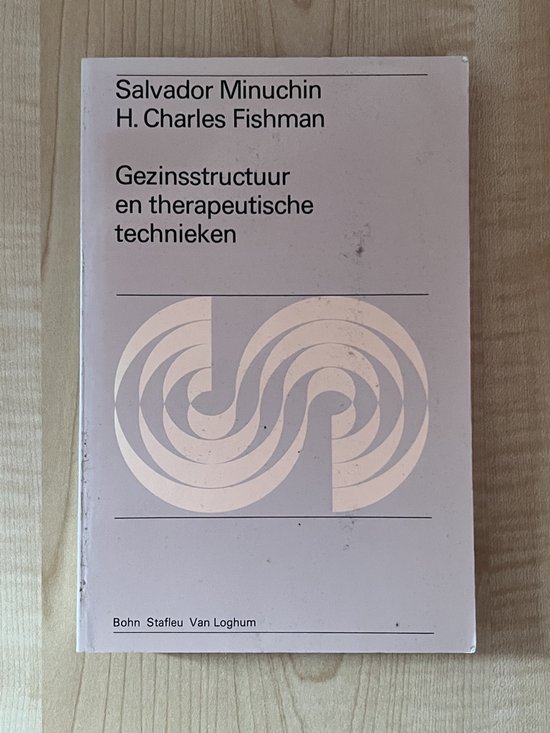 Salvador Minuchin
H. Charles Fishman
Gezinsstructuur
en therapeutische
technieken
Bohn Stafleu Van Loghum